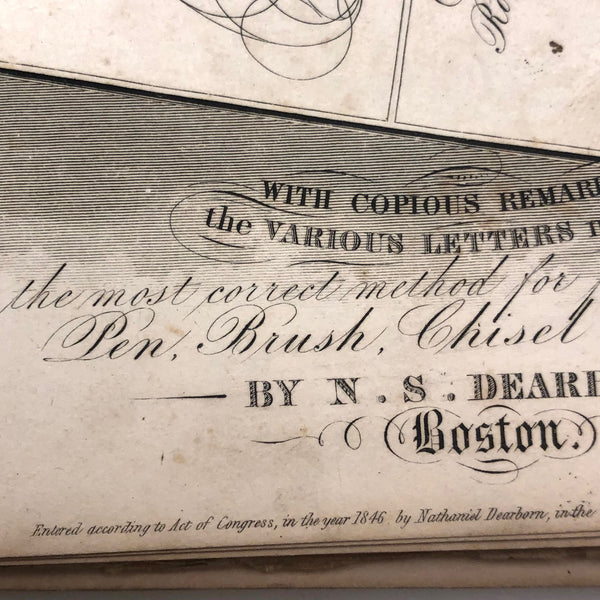 WITH COPIOUS REMAR
the VARIOUS LETTERS
the most correct method for
Pen, Brush, Chisel
BY N. S. DEARB
Boston.
Entered according to Act of Congress, in the year 1846 by Nathaniel Dearborn, in the